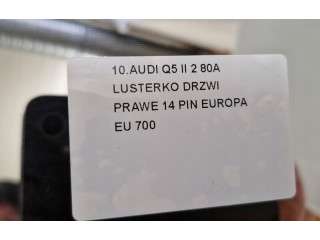 10.AUDI Q5 II 2 80A
LUSTERKO DRZWI
PRAWE 14 PIN EUROPA
EU 700